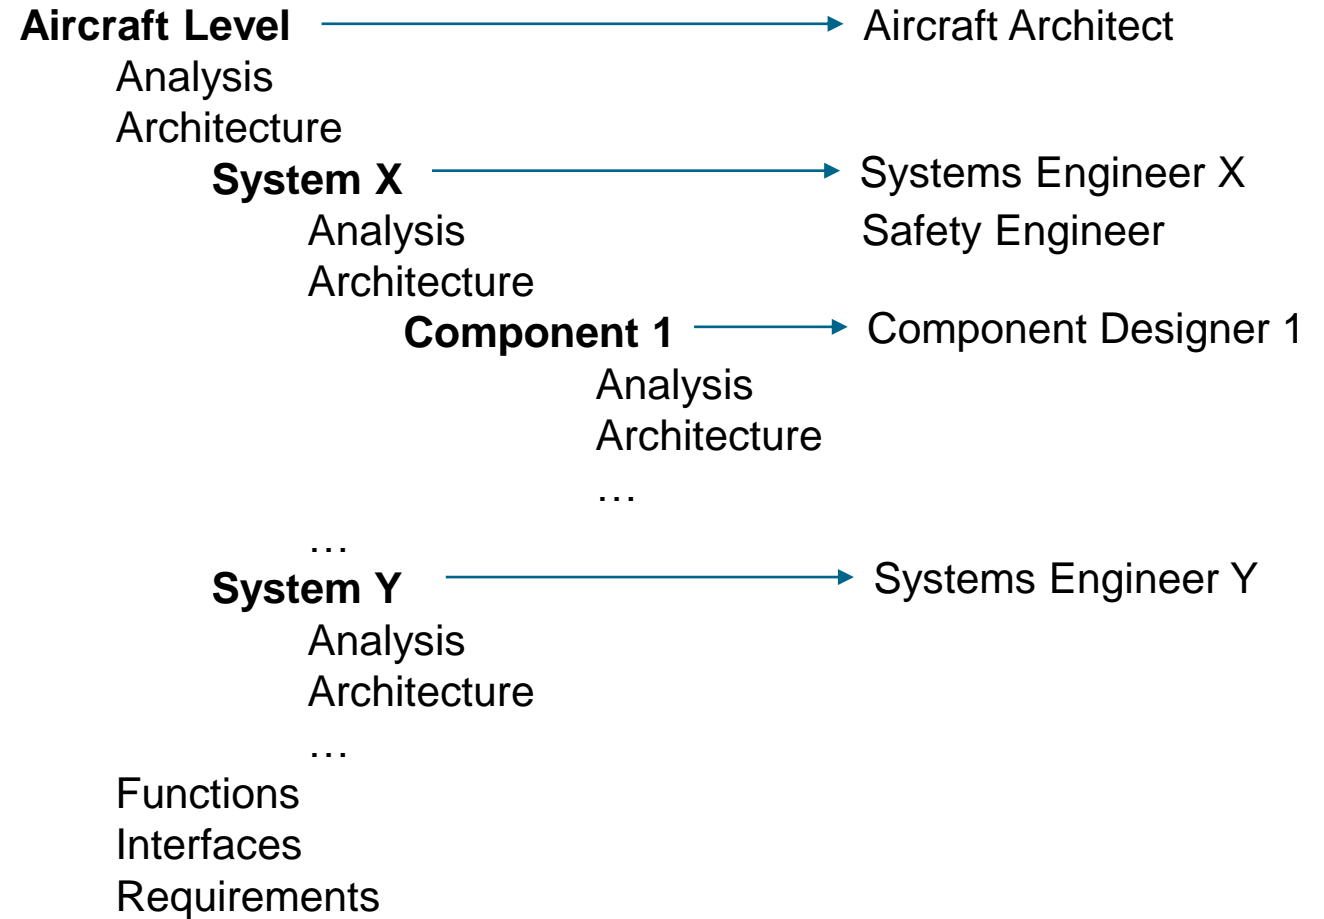 Aircraft Level Aircraft Architect
Analysis
Architecture
System X Systems Engineer X
Analysis Safety Engineer
Architecture
Component 1 Component Designer 1
Analysis
Architecture
…
…
System Y Systems Engineer Y
Analysis
Architecture
…
Functions
Interfaces
Requirements